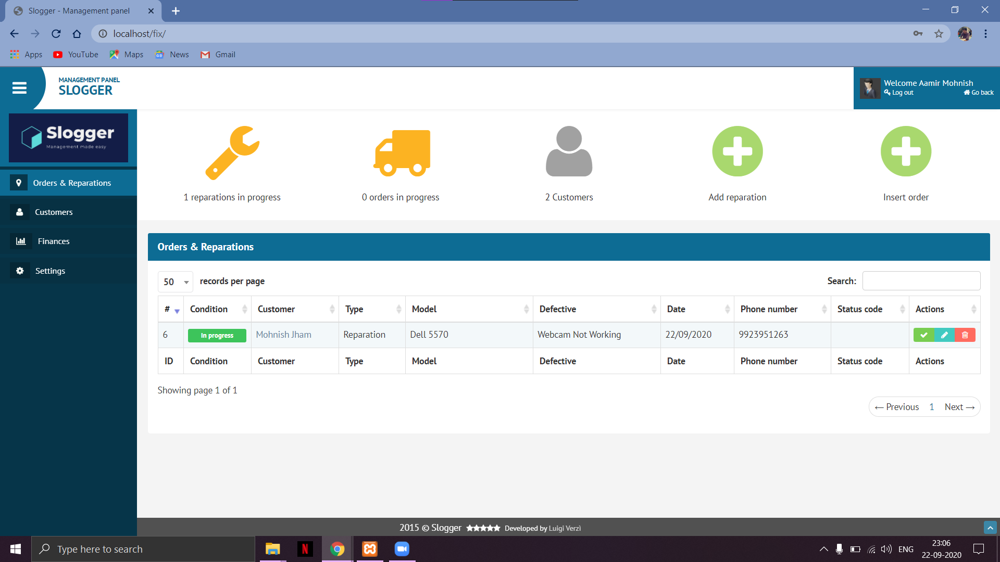 Slogger - Management panel
localhost/fix/
Apps YouTube Maps News Gmail
MANAGEMENT PANEL
SLOGGER
Welcome Aamir Mohnish
Log out Go back
Slogger
Management made easy
Orders & Reparations
Customers
Finances
Settings
1 reparations in progress
0 orders in progress
2 Customers
Add reparation
Insert order
Orders & Reparations
50 records per page Search:
# Condition Customer Type Model Defective Date Phone number Status code Actions
6 In progress Mohnish Jham Reparation Dell 5570 Webcam Not Working 22/09/2020 9923951263
ID Condition Customer Type Model Defective Date Phone number Status code Actions
Showing page 1 of 1
← Previous 1 Next →
2015 © Slogger ★★★★★ Developed by Luigi Verzì
Type here to search
N
ENG
23:06
22-09-2020